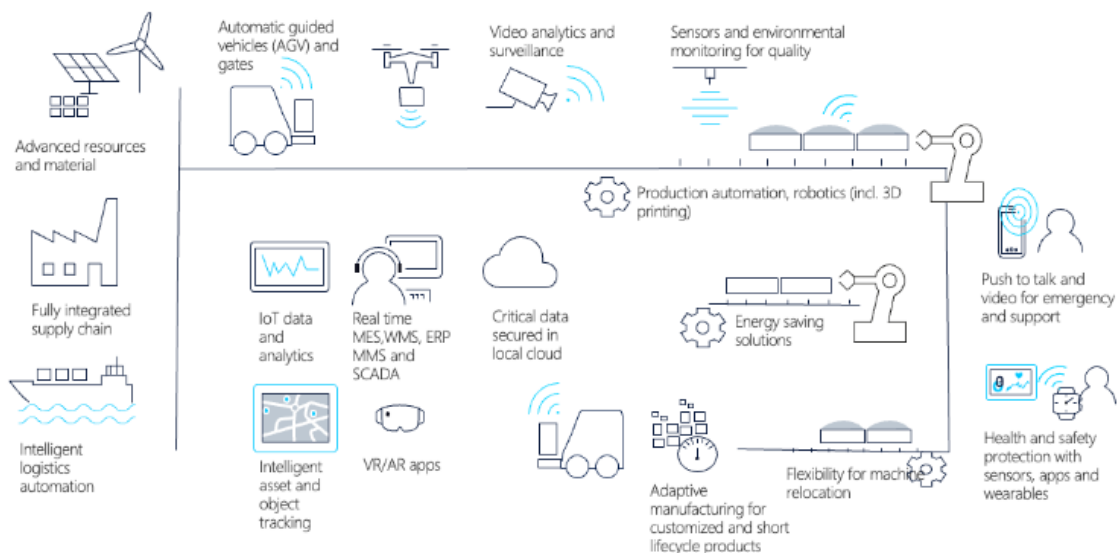 Automatic guided
vehicles (AGV) and
gates
Video analytics and
surveillance
Sensors and environmental
monitoring for quality
Advanced resources
and material
Production automation, robotics (incl. 3D
printing)
Fully integrated
supply chain
IoT data
and
analytics
Real time
MES,WMS, ERP
MMS and
SCADA
Critical data
secured in
local cloud
Energy saving
solutions
Push to talk and
video for emergency
and support
Intelligent
logistics
automation
Intelligent
asset and
object
tracking
VR/AR apps
Adaptive
manufacturing for
customized and short
lifecycle products
Flexibility for machine
relocation
Health and safety
protection with
sensors, apps and
wearables